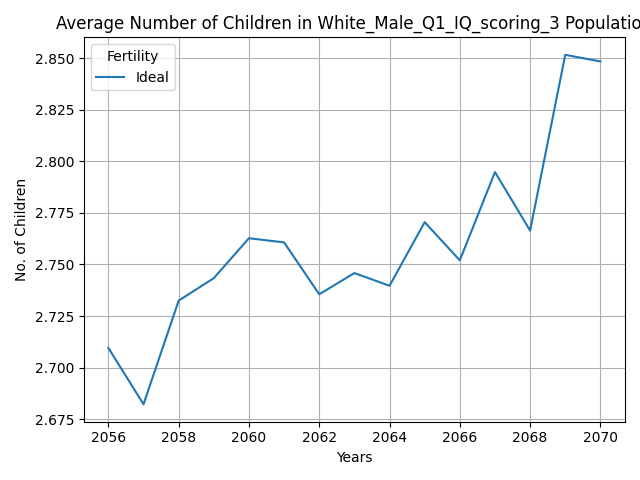 Average Number of Children in White_Male_Q1_IQ_scoring_3 Populatio
Fertility
Ideal
2.850
2.825
2.800
2.775
2.750
2.725
2.700
2.675
No. of Children
2056 2058 2060 2062 2064 2066 2068 2070
Years